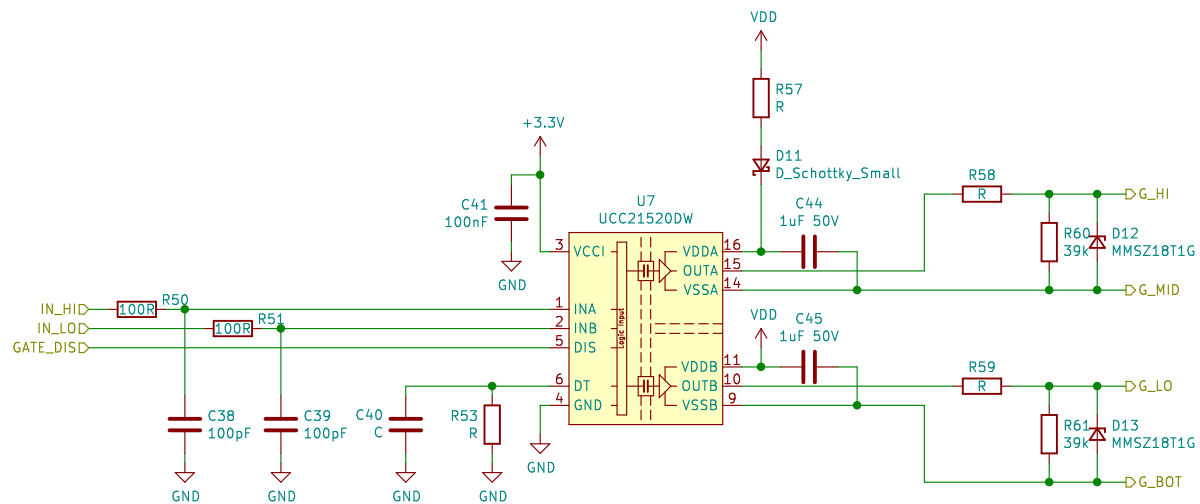 VDD
R57
R
+3.3V
D11
D_Schottky_Small
C41
100nF
GND
U7
UCC21520DW
C44
1uF 50V
R58
R
G_HI
R60
39k
D12
MMSZ18T1G
G_MID
3 VCCI
VDDA 16
OUTA 15
VSSA 14
IN_HI
100R
R50
1 INA
IN_LO
100R
R51
2 INB
GATE_DIS
5 DIS
Logic Input
VDD
C45
1uF 50V
VDDB 11
R59
R
6 DT
OUTB 10
G_LO
4 GND
VSSB 9
C38
100pF
C39
100pF
C40
C
R53
R
R61
39k
D13
MMSZ18T1G
GND
GND
GND
GND
GND
G_BOT